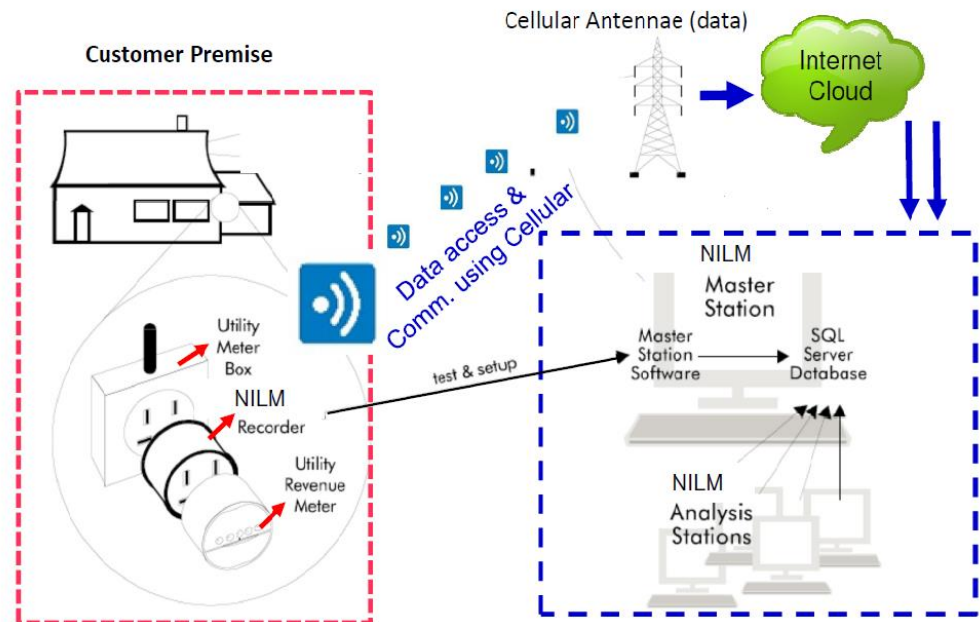 Cellular Antennae (data)
Customer Premise
Internet
Cloud
Data access &
Comm. using Cellular
Utility
Meter
Box
NILM
Recorder
Utility
Revenue
Meter
test & setup
NILM
Master
Station
Master
Station
Software
SQL
Server
Database
NILM
Analysis
Stations